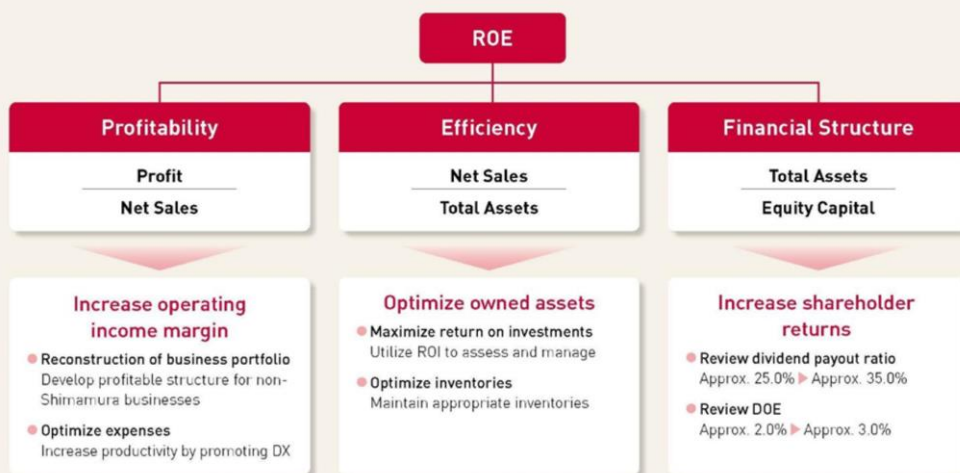 ROE
Profitability
Profit
Net Sales
Increase operating
income margin
Reconstruction of business portfolio
Develop profitable structure for non-
Shimamura businesses
Optimize expenses
Increase productivity by promoting DX
Efficiency
Net Sales
Total Assets
Optimize owned assets
Maximize return on investments
Utilize ROI to assess and manage
Optimize inventories
Maintain appropriate inventories
Financial Structure
Total Assets
Equity Capital
Increase shareholder
returns
Review dividend payout ratio
Approx. 25.0% ▶ Approx. 35.0%
Review DOE
Approx. 2.0% ▶ Approx. 3.0%